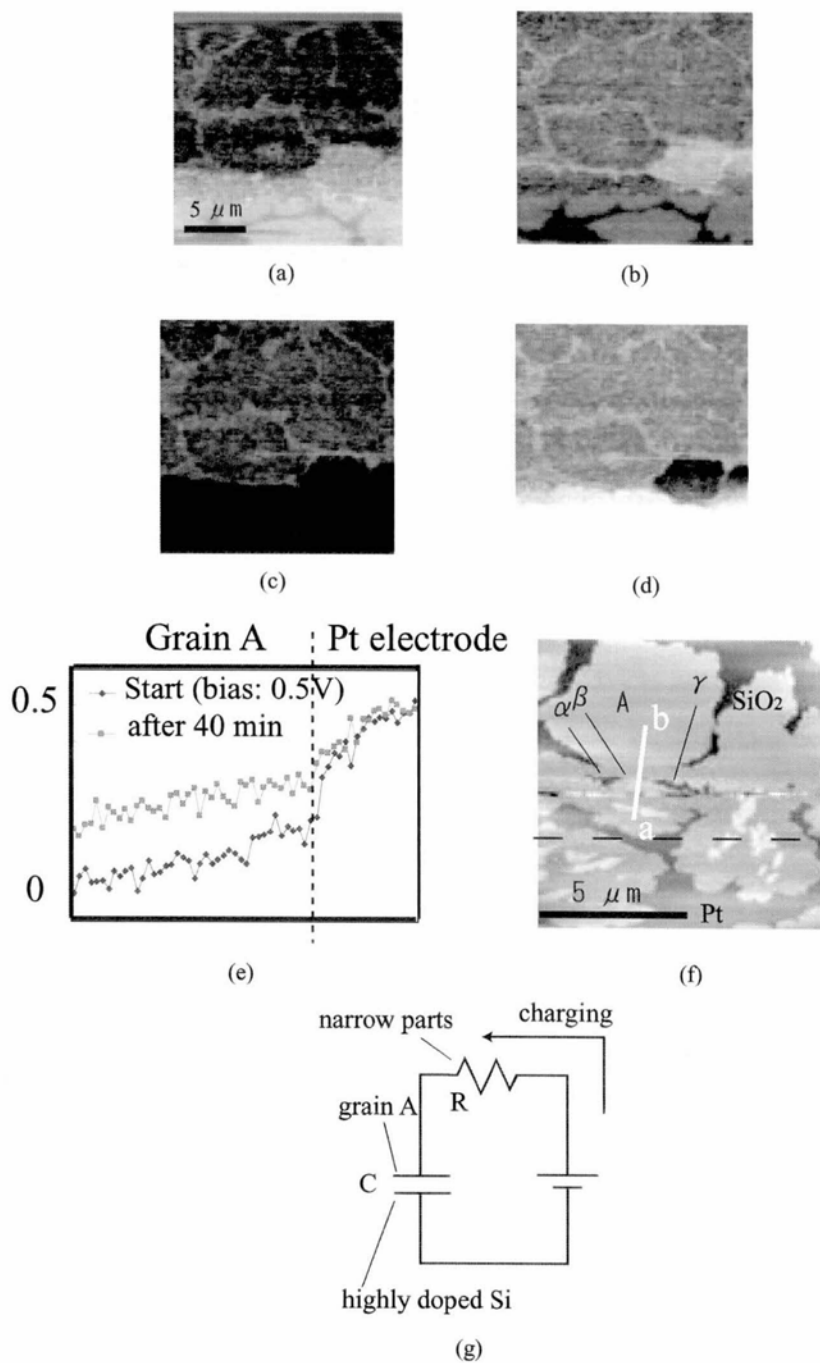 5 μm
(a)
(b)
(c)
(d)
Grain A
Pt electrode
0.5
Start (bias: 0.5V)
after 40 min
0
(e)
α
β
A
b
γ
SiO2
a
5 μm
Pt
(f)
narrow parts
charging
R
grain A
C
highly doped Si
(g)